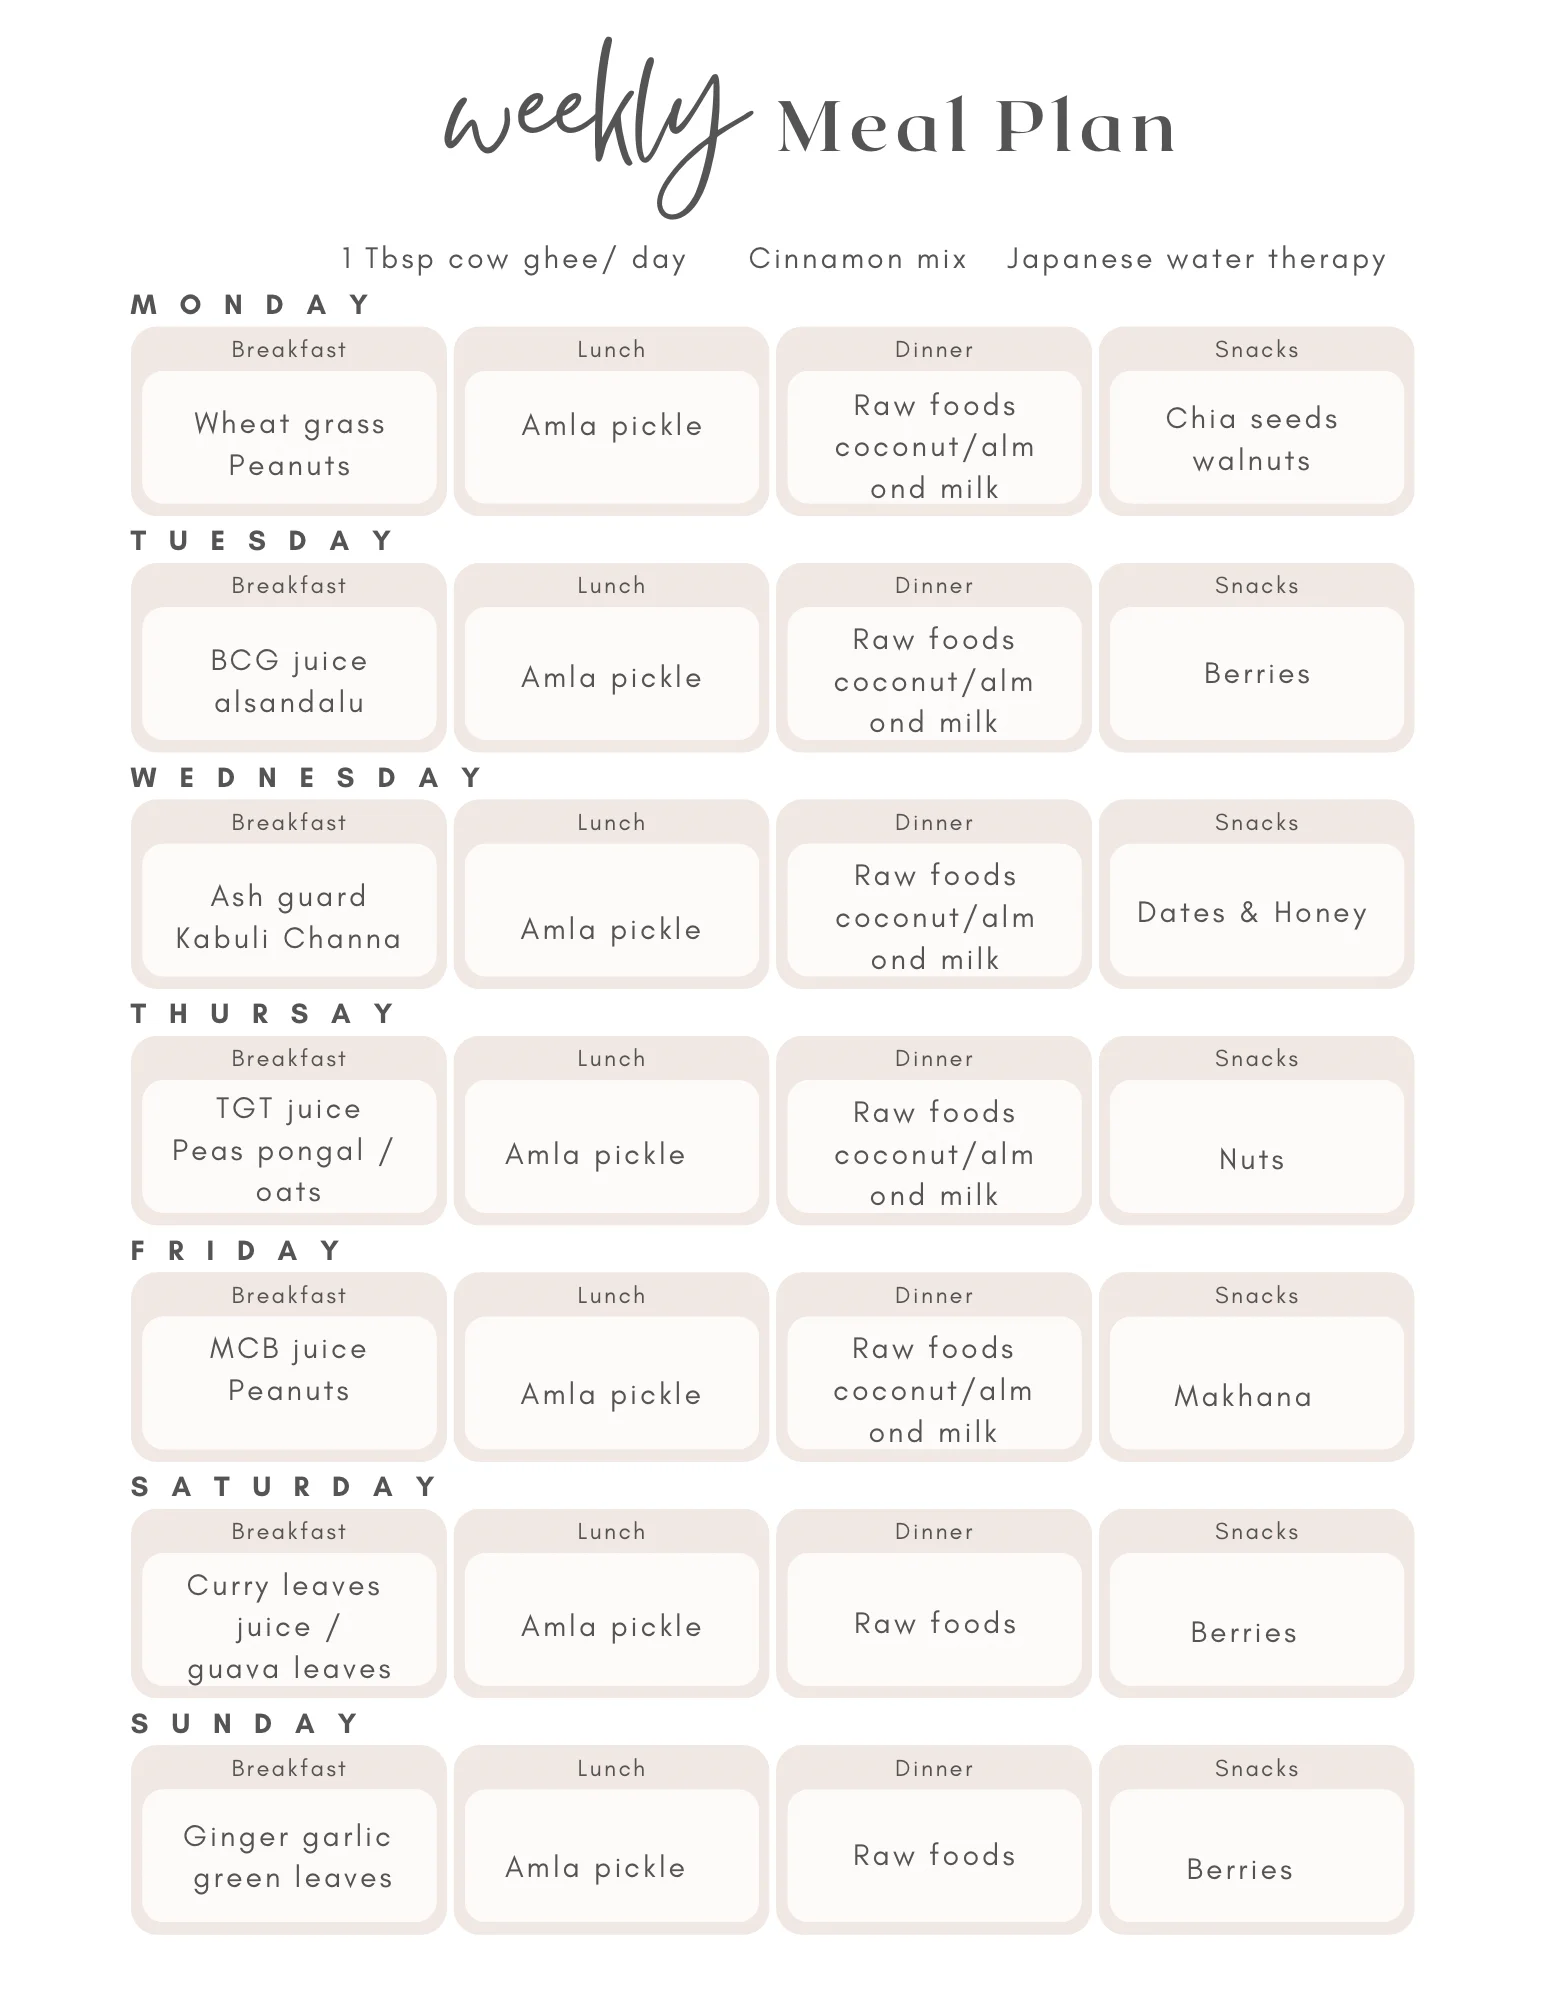 weekly Meal Plan
1 Tbsp cow ghee/ day Cinnamon mix Japanese water therapy
MONDAY
Breakfast Lunch Dinner Snacks
Wheat grass
Peanuts
Amla pickle
Raw foods
coconut/alm
ond milk
Chia seeds
walnuts
TUESDAY
Breakfast Lunch Dinner Snacks
BCG juice
alsandalu
Amla pickle
Raw foods
coconut/alm
ond milk
Berries
WEDNESDAY
Breakfast Lunch Dinner Snacks
Ash guard
Kabuli Channa
Amla pickle
Raw foods
coconut/alm
ond milk
Dates & Honey
THURSAY
Breakfast Lunch Dinner Snacks
TGT juice
Peas pongal /
oats
Amla pickle
Raw foods
coconut/alm
ond milk
Nuts
FRIDAY
Breakfast Lunch Dinner Snacks
MCB juice
Peanuts
Amla pickle
Raw foods
coconut/alm
ond milk
Makhana
SATURDAY
Breakfast Lunch Dinner Snacks
Curry leaves
juice /
guava leaves
Amla pickle
Raw foods
Berries
SUNDAY
Breakfast Lunch Dinner Snacks
Ginger garlic
green leaves
Amla pickle
Raw foods
Berries